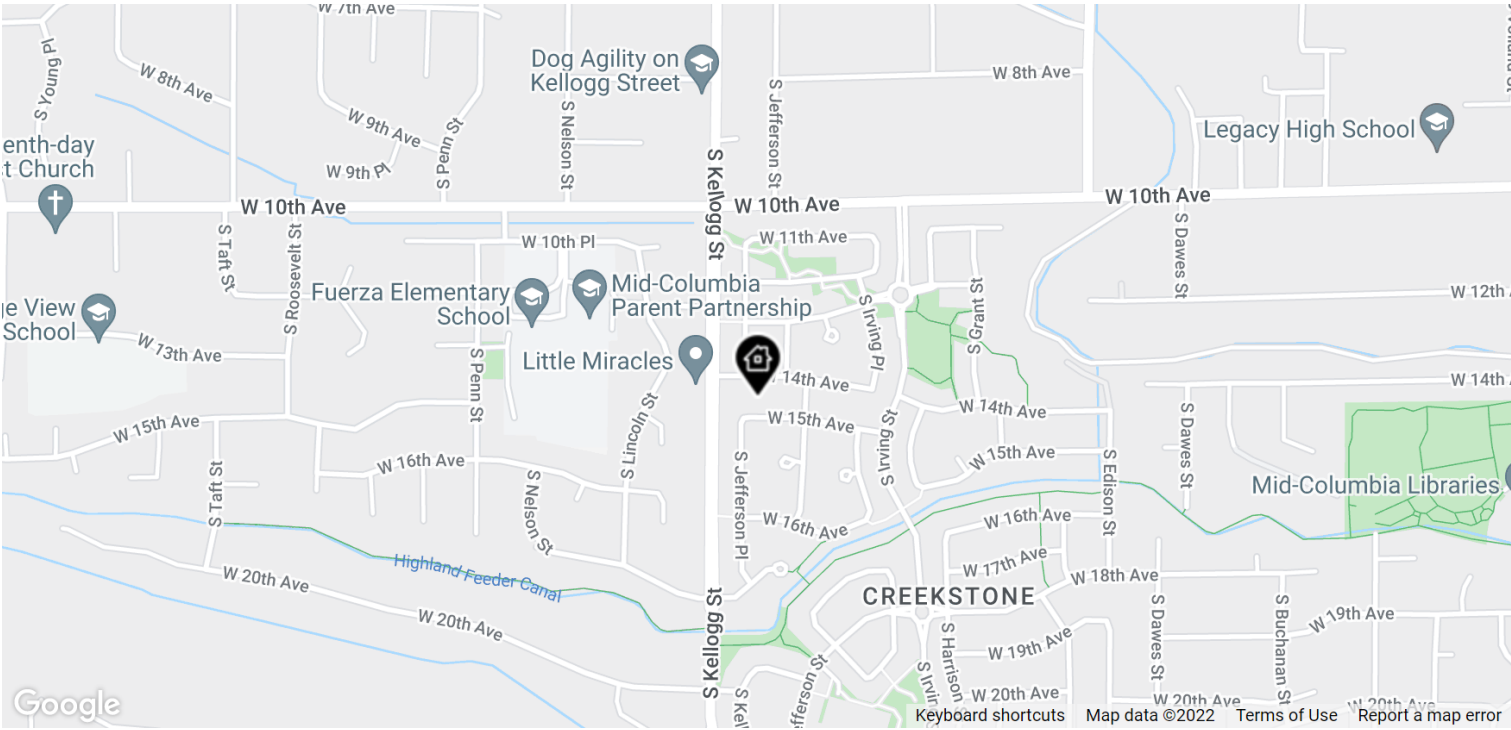 W 7th Ave
S Young Pl
W 8th Ave
Dog Agility on
Kellogg Street
W 8th Ave
S Jefferson St
S Nelson St
W 9th Ave
S Penn St
W 9th Pl
Legacy High School
enth-day
t Church
S Kellogg St
W 10th Ave
W 10th Ave
W 10th Ave
S Dawes St
S Taft St
S Roosevelt St
W 10th Pl
W 11th Ave
Fuerza Elementary
School
Mid-Columbia
Parent Partnership
S Irving Pl
S Grant St
W 12th
ge View
School
W 13th Ave
S Penn St
Little Miracles
14th Ave
W 14th
S Lincoln St
W 15th Ave
W 15th Ave
S Irving St
W 14th Ave
S Dawes St
W 16th Ave
S Taft St
S Nelson St
S Jefferson Pl
W 15th Ave
S Edison St
Mid-Columbia Libraries
W 16th Ave
W 16th Ave
Highland Feeder Canal
W 20th Ave
W 20th Ave
S Kellogg St
W 17th Ave
W 18th Ave
CREEKSTONE
S Dawes St
S Buchanan St
W 19th Ave
W 19th Ave
S Harrison S
S Irvin
S Kel
fferson St
W 20th Ave
W 20th Ave
W 20th Ave
Google
Keyboard shortcuts
Map data ©2022
Terms of Use
Report a map error